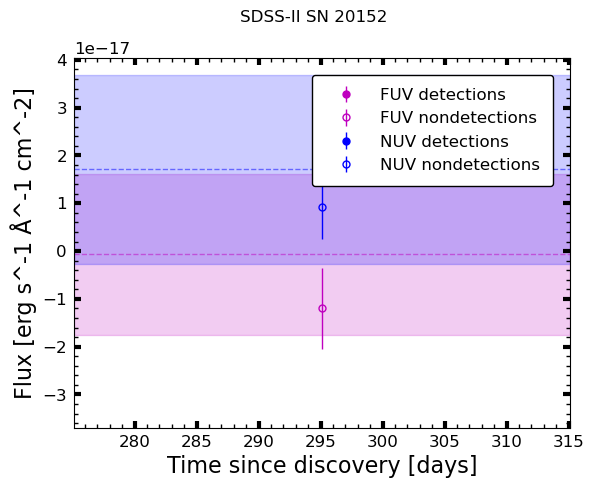 SDSS-II SN 20152
1e−17
4
3
2
1
0
−1
−2
−3
Flux [erg s^-1 Å^-1 cm^-2]
FUV detections
FUV nondetections
NUV detections
NUV nondetections
280 285 290 295 300 305 310 315
Time since discovery [days]